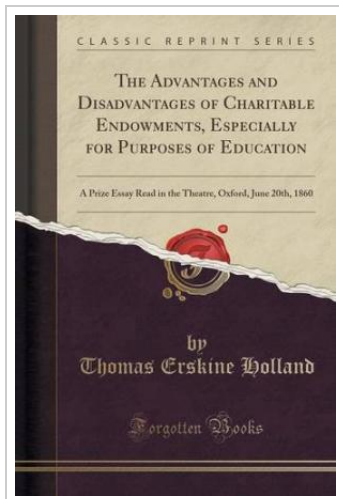 CLASSIC REPRINT SERIES
THE ADVANTAGES AND
DISADVANTAGES OF CHARITABLE
ENDOWMENTS, ESPECIALLY
FOR PURPOSES OF EDUCATION
A Prize Essay Read in the Theatre, Oxford, June 20th, 1860
F
by
Thomas Erskine Holland
Forgotten Books